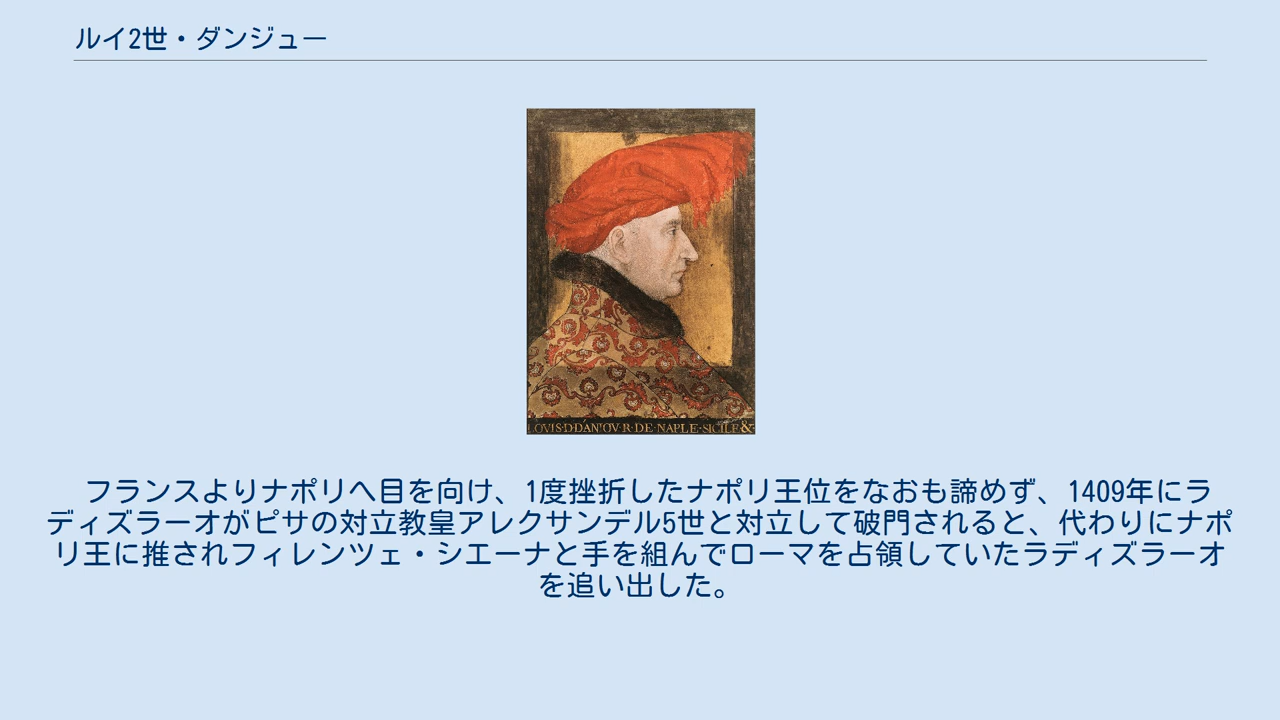 ルイ2世・ダンジュー
LOVIS·D·DANIOV·R·DE·NAPLE·SICILE&
フランスよりナポリへ目を向け、1度挫折したナポリ王位をなおも諦めず、1409年にラ
ディズラーオがピサの対立教皇アレクサンデル5世と対立して破門されると、代わりにナポ
リ王に推されフィレンツェ・シエーナと手を組んでローマを占領していたラディズラーオ
を追い出した。